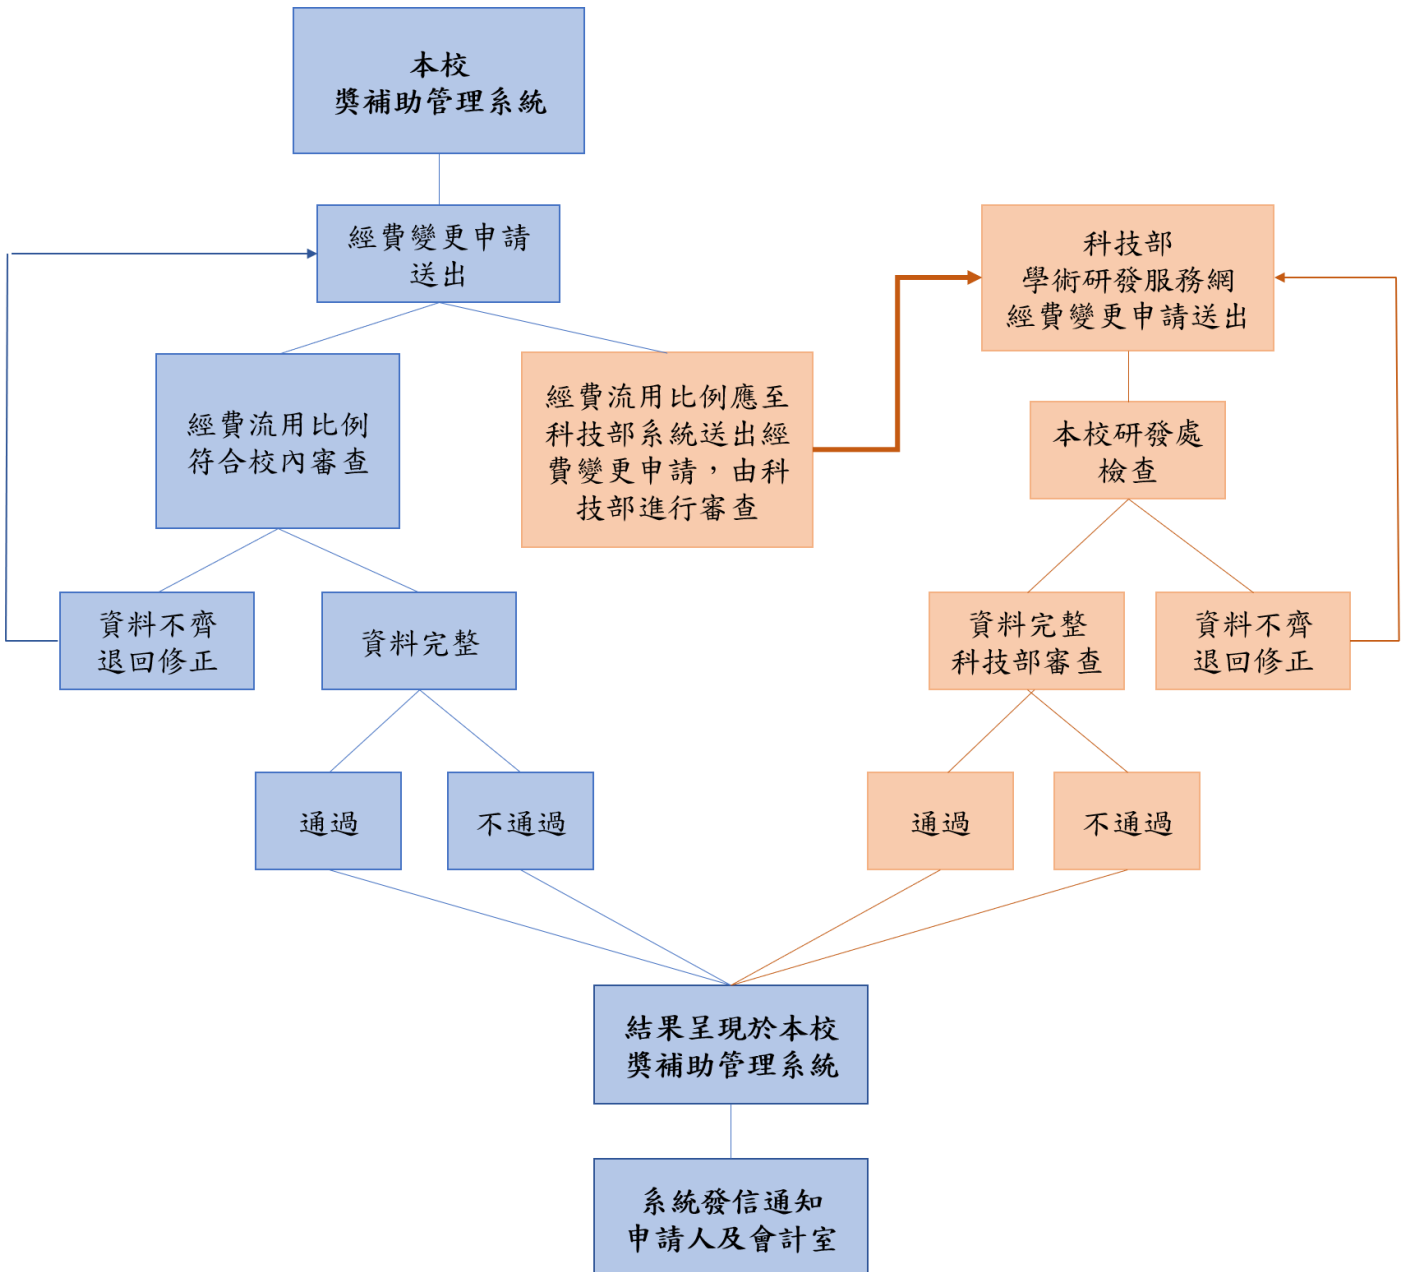 本校
獎補助管理系統
經費變更申請
送出
經費流用比例
符合校內審查
經費流用比例應至
科技部系統送出經
費變更申請，由科
技部進行審查
資料不齊
退回修正
資料完整
通過
不通過
科技部
學術研發服務網
經費變更申請送出
本校研發處
檢查
資料完整
科技部審查
資料不齊
退回修正
通過
不通過
結果呈現於本校
獎補助管理系統
系統發信通知
申請人及會計室